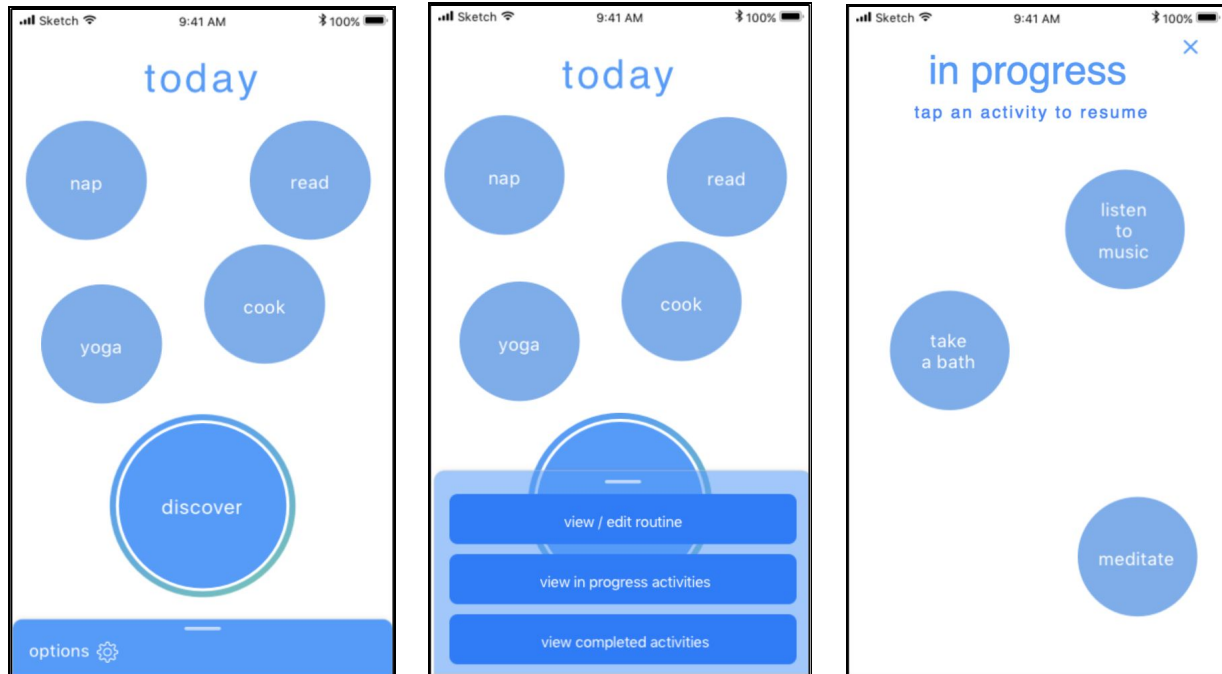 Sketch 9:41 AM 100%
today
nap
read
cook
yoga
discover
options
Sketch 9:41 AM 100%
today
nap
read
cook
yoga
view / edit routine
view in progress activities
view completed activities
Sketch 9:41 AM 100%
in progress
tap an activity to resume
listen
to
music
take
a bath
meditate